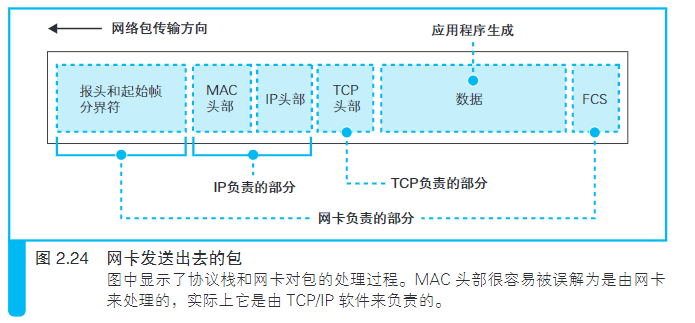 网络包传输方向
应用程序生成
报头和起始帧
分界符
MAC
头部
IP头部
TCP
头部
数据
FCS
IP负责的部分
TCP负责的部分
网卡负责的部分
图 2.24 网卡发送出去的包
图中显示了协议栈和网卡对包的处理过程。MAC 头部很容易被误解为是由网卡
来处理的，实际上它是由 TCP/IP 软件来负责的。